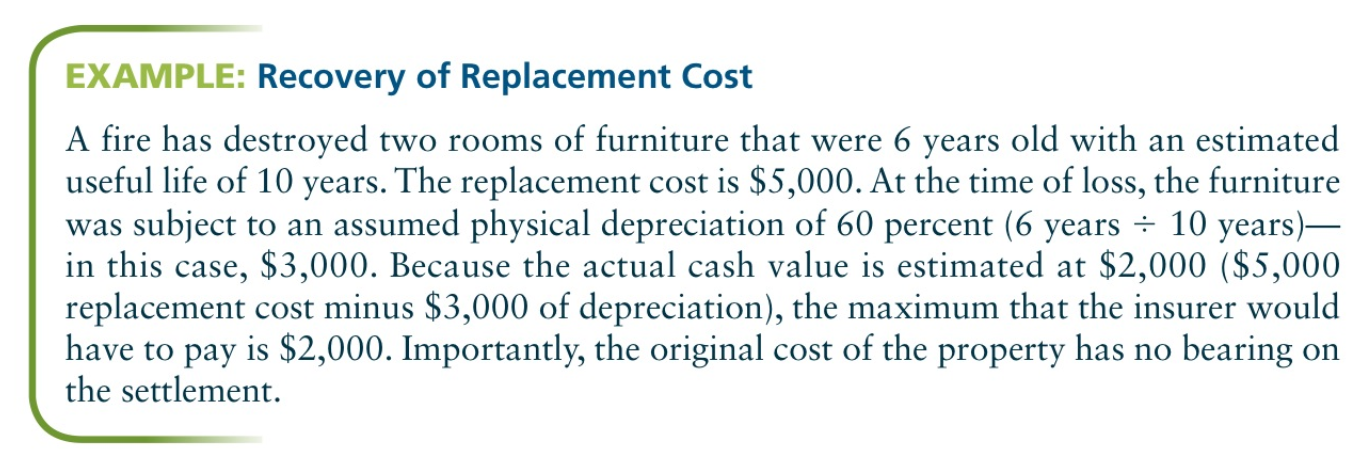 EXAMPLE: Recovery of Replacement Cost
A fire has destroyed two rooms of furniture that were 6 years old with an estimated
useful life of 10 years. The replacement cost is $5,000. At the time of loss, the furniture
was subject to an assumed physical depreciation of 60 percent (6 years ÷ 10 years)—
in this case, $3,000. Because the actual cash value is estimated at $2,000 ($5,000
replacement cost minus $3,000 of depreciation), the maximum that the insurer would
have to pay is $2,000. Importantly, the original cost of the property has no bearing on
the settlement.